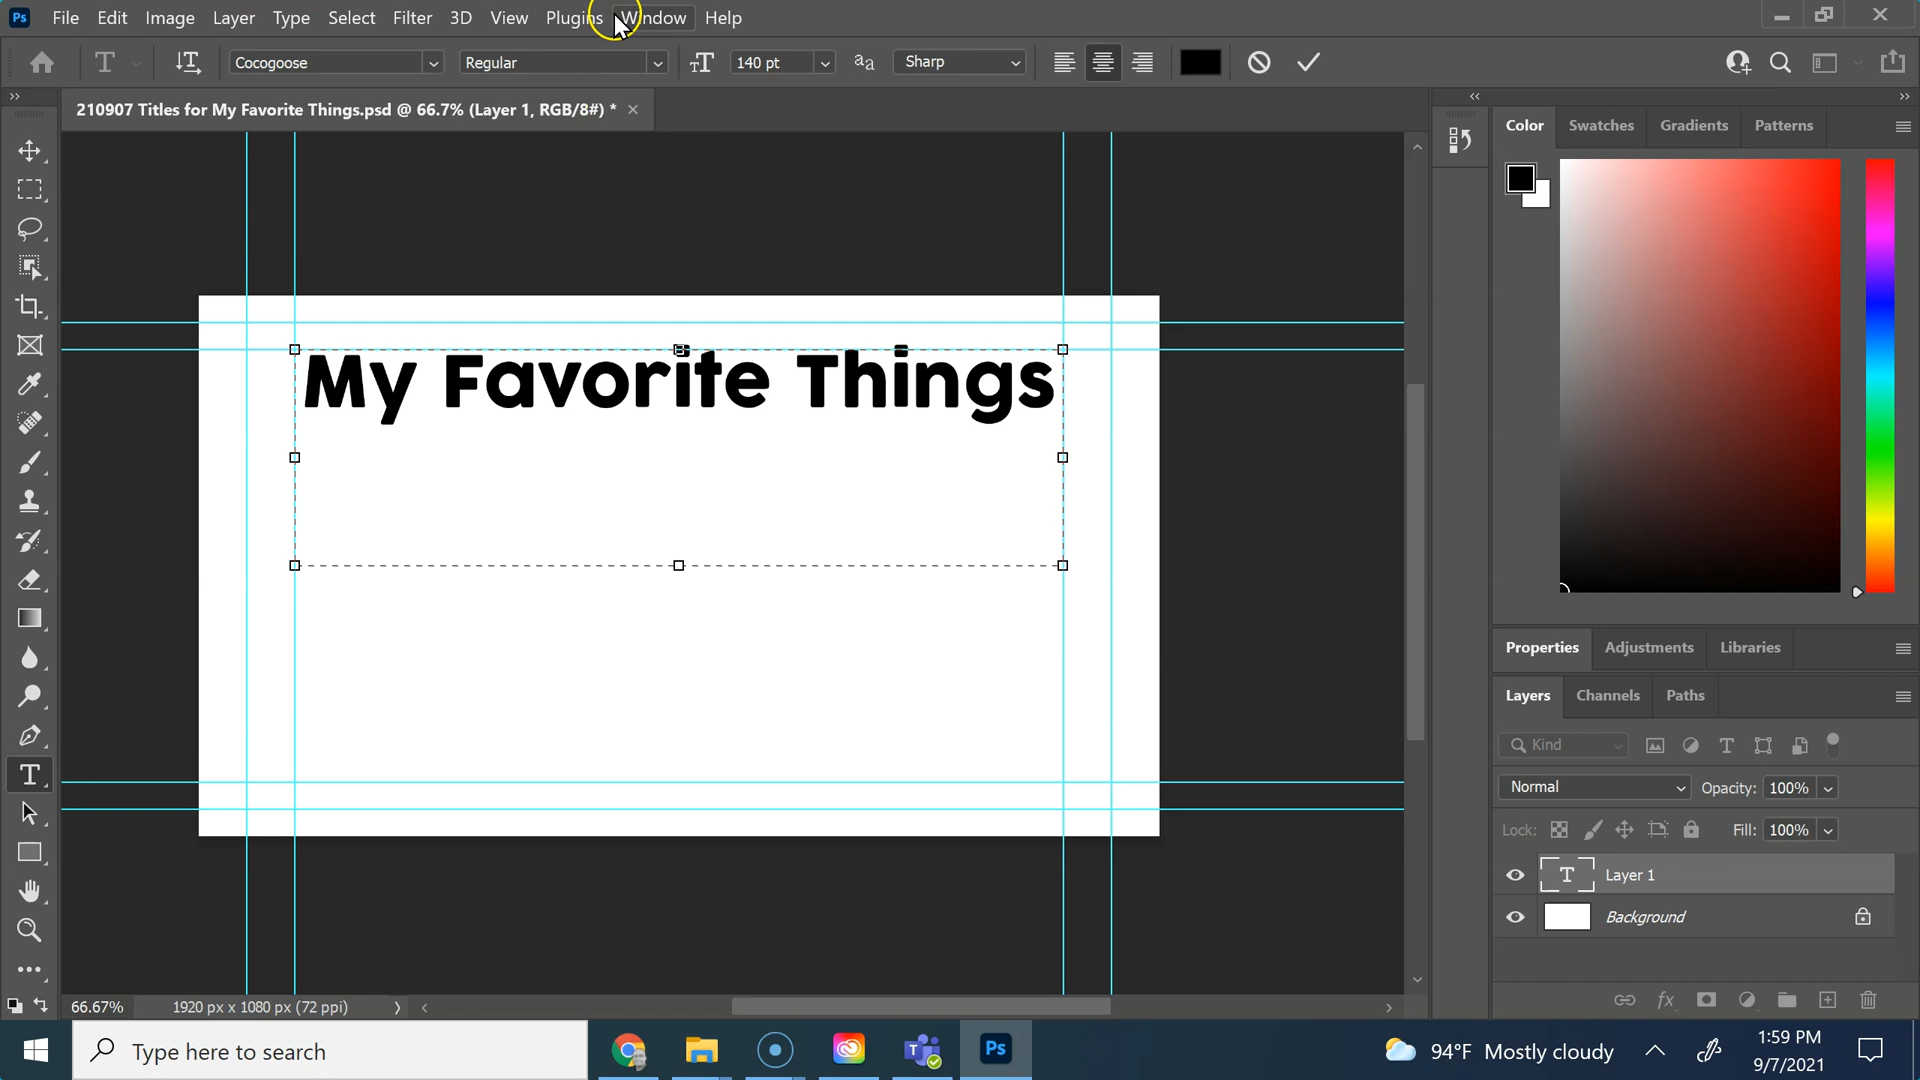 Ps File Edit Image Layer Type Select Filter 3D View Plugins Window Help
T Cocogoose Regular 140 pt aa Sharp
210907 Titles for My Favorite Things.psd @ 66.7% (Layer 1, RGB/8#) * ×
Color Swatches Gradients Patterns
My Favorite Things
Properties Adjustments Libraries
Layers Channels Paths
Kind T
Normal Opacity: 100%
Lock: Fill: 100%
T Layer 1
Background
fx
66.67% 1920 px x 1080 px (72 ppi)
Type here to search Ps 94°F Mostly cloudy 1:59 PM
9/7/2021